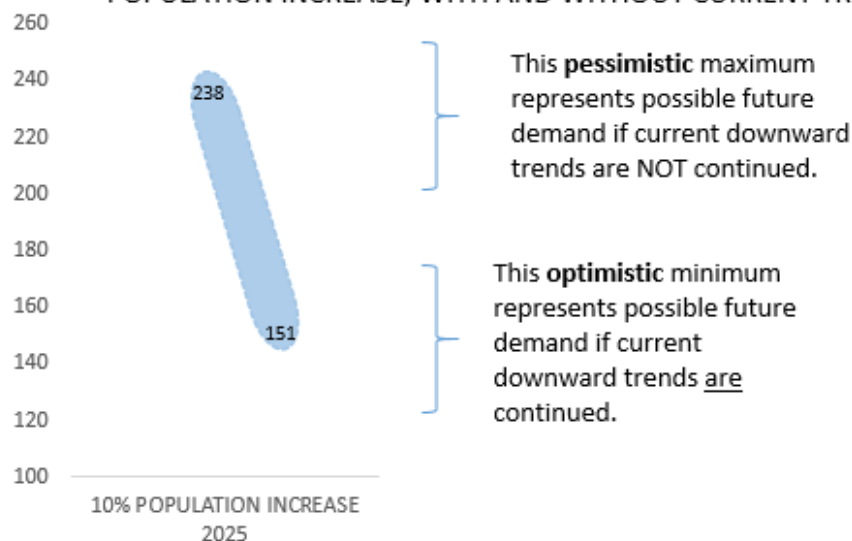 260
240
220
200
180
160
140
120
100
238
151
10% POPULATION INCREASE
2025
This pessimistic maximum
represents possible future
demand if current downward
trends are NOT continued.
This optimistic minimum
represents possible future
demand if current
downward trends are
continued.